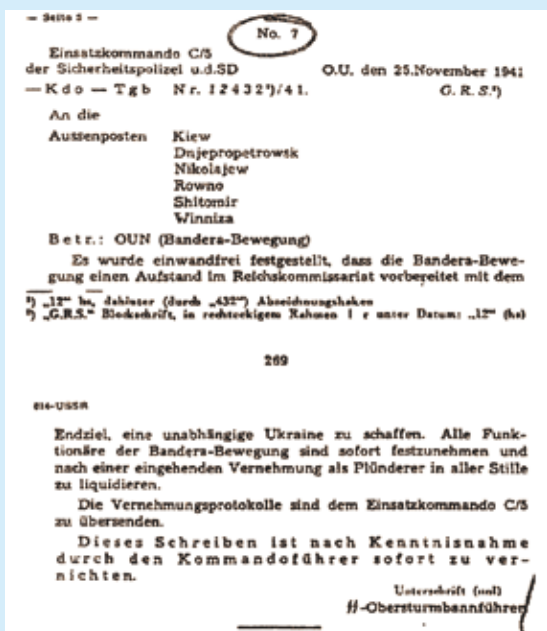 — Seite 5 —
No. 7
Einsatzkommando C/5
der Sicherheitspolizei u.d.SD O.U. den 25.November 1941
—Kdo—Tgb Nr. 12432¹)/41. G. R. S.²)
An die
Aussenposten Kiew
Dnjepropetrowsk
Nikolajew
Rowno
Shitomir
Winniza
Betr.: OUN (Bandera-Bewegung)
Es wurde einwandfrei festgestellt, dass die Bandera-Bewe-
gung einen Aufstand im Reichskommissariat vorbereitet mit dem
¹) „12“ hs, dahinter (durch „432“) Abzeichnungshaken
²) „G.R.S.“ Blockschrift, in rechteckigem Rahmen l r unter Datum: „12“ (hs)
269
014-USSR
Endziel, eine unabhängige Ukraine zu schaffen. Alle Funk-
tionäre der Bandera-Bewegung sind sofort festzunehmen und
nach einer eingehenden Vernehmung als Plünderer in aller Stille
zu liquidieren.
Die Vernehmungsprotokolle sind dem Einsatzkommando C/5
zu übersenden.
Dieses Schreiben ist nach Kenntnisnahme
durch den Kommandoführer sofort zu ver-
nichten.
Unterschrift
SS-Obersturmbannführer